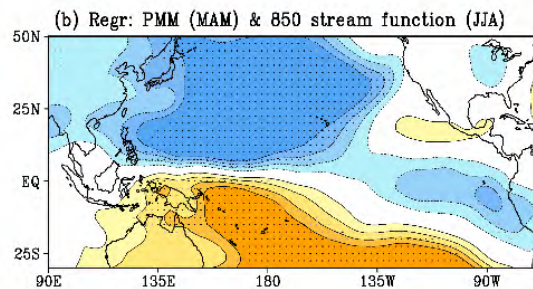 (b) Regr: PMM (MAM) & 850 stream function (JJA)
50N
25N
EQ
25S
90E 135E 180 135W 90W